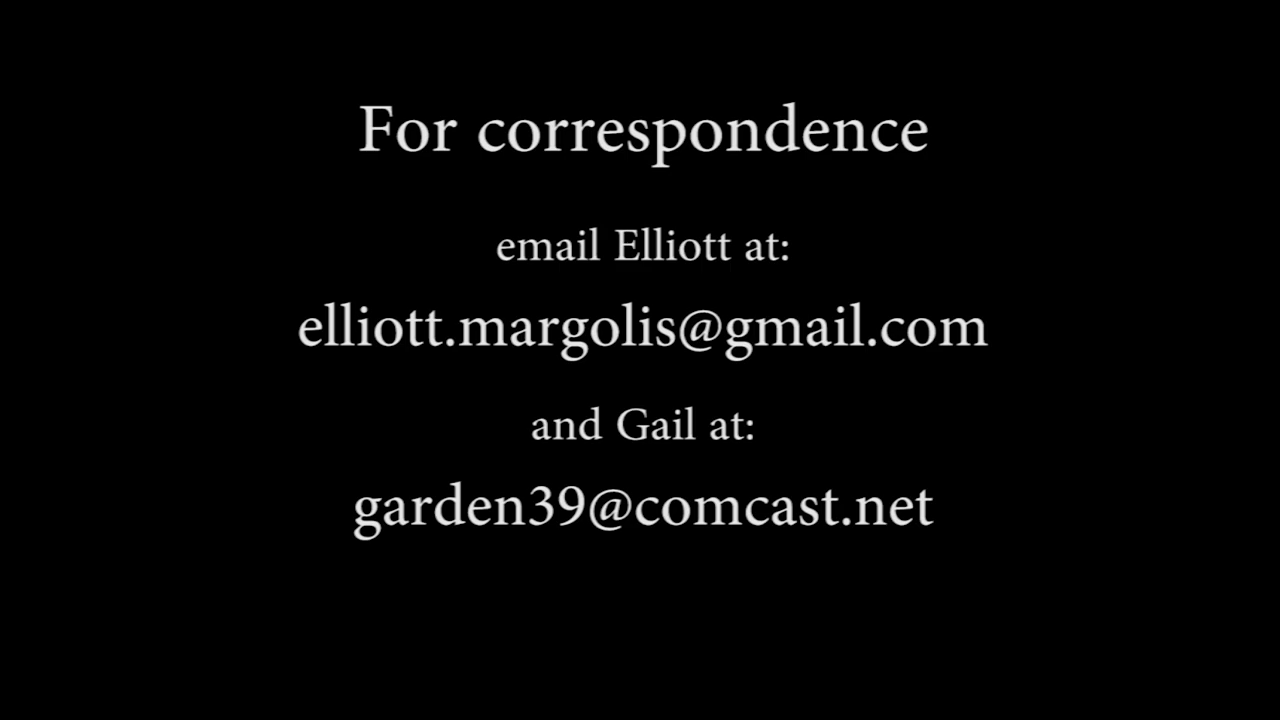 For correspondence
email Elliott at:
elliott.margolis@gmail.com
and Gail at:
garden39@comcast.net